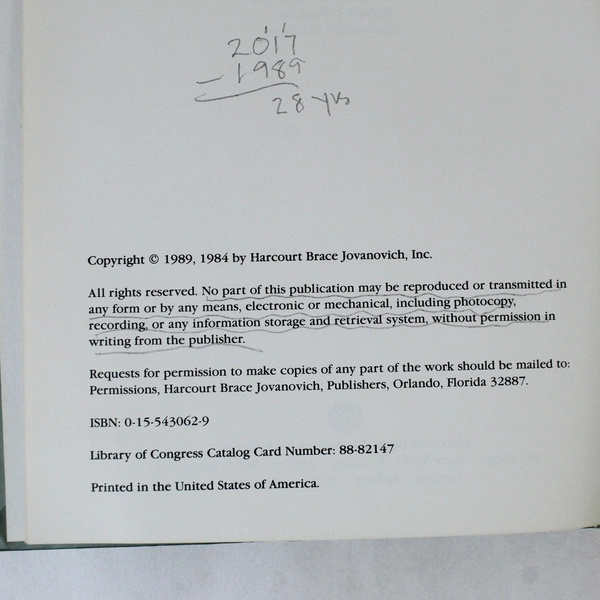 2017
- 1989
28 yrs
Copyright © 1989, 1984 by Harcourt Brace Jovanovich, Inc.
All rights reserved. No part of this publication may be reproduced or transmitted in
any form or by any means, electronic or mechanical, including photocopy,
recording, or any information storage and retrieval system, without permission in
writing from the publisher.
Requests for permission to make copies of any part of the work should be mailed to:
Permissions, Harcourt Brace Jovanovich, Publishers, Orlando, Florida 32887.
ISBN: 0-15-543062-9
Library of Congress Catalog Card Number: 88-82147
Printed in the United States of America.